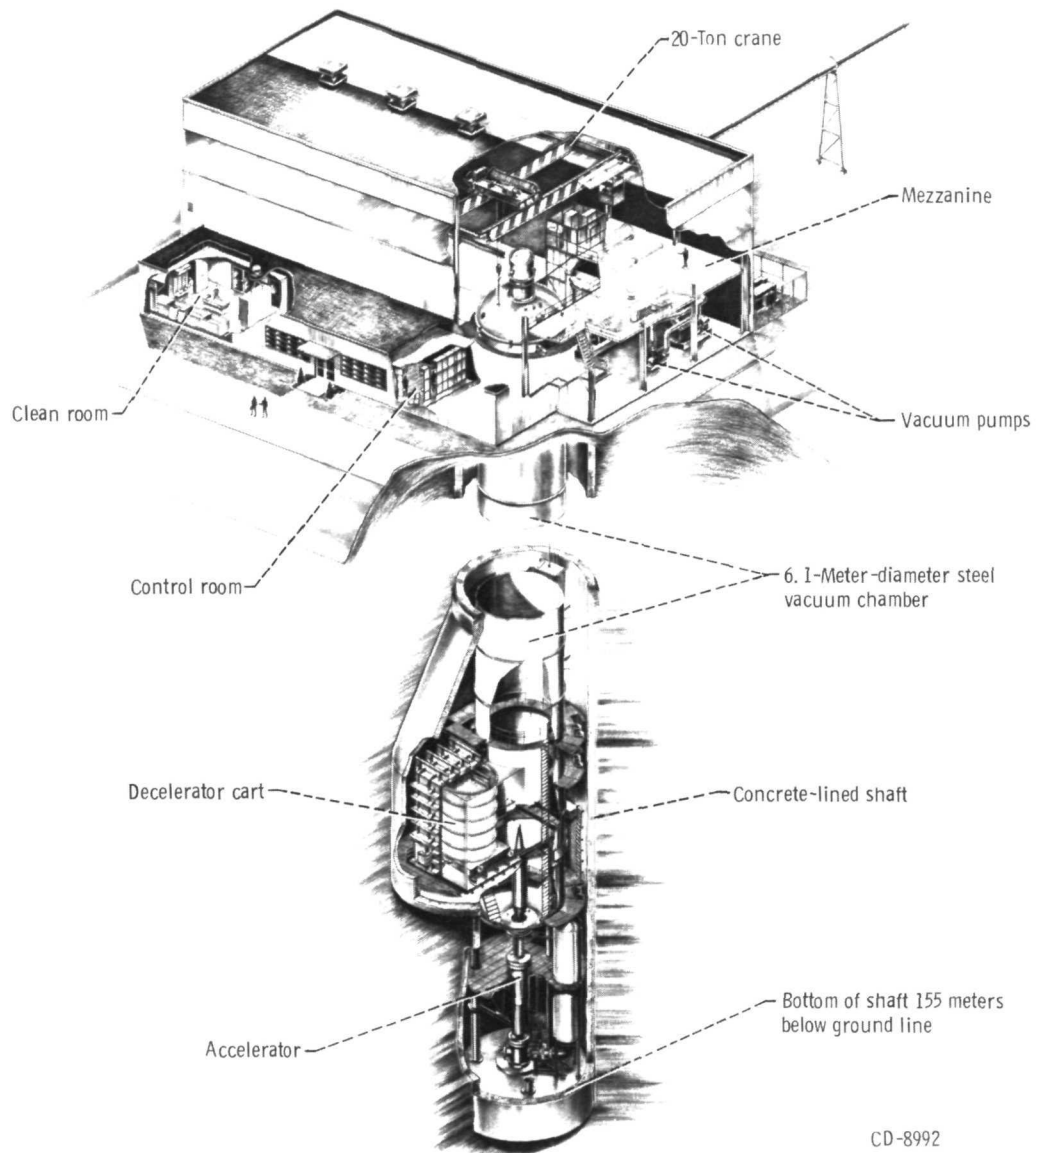 20-Ton crane
Mezzanine
Clean room
Vacuum pumps
Control room
6. 1-Meter-diameter steel
vacuum chamber
Decelerator cart
Concrete-lined shaft
Bottom of shaft 155 meters
below ground line
Accelerator
CD-8992